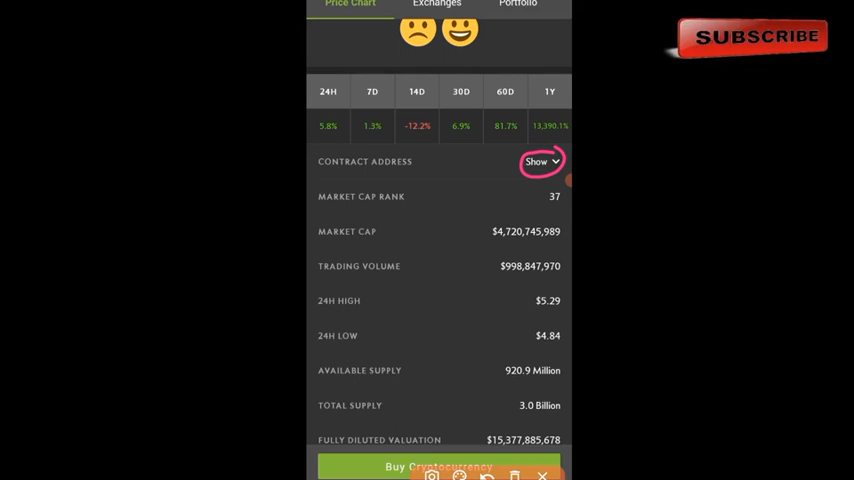 Price Chart Exchanges Portfolio
SUBSCRIBE
24H 7D 14D 30D 60D 1Y
5.8% 1.3% -12.2% 6.9% 81.7% 13,390.1%
CONTRACT ADDRESS Show
MARKET CAP RANK 37
MARKET CAP $4,720,745,989
TRADING VOLUME $998,847,970
24H HIGH $5.29
24H LOW $4.84
AVAILABLE SUPPLY 920.9 Million
TOTAL SUPPLY 3.0 Billion
FULLY DILUTED VALUATION $15,377,885,678
Buy Cryptocurrency